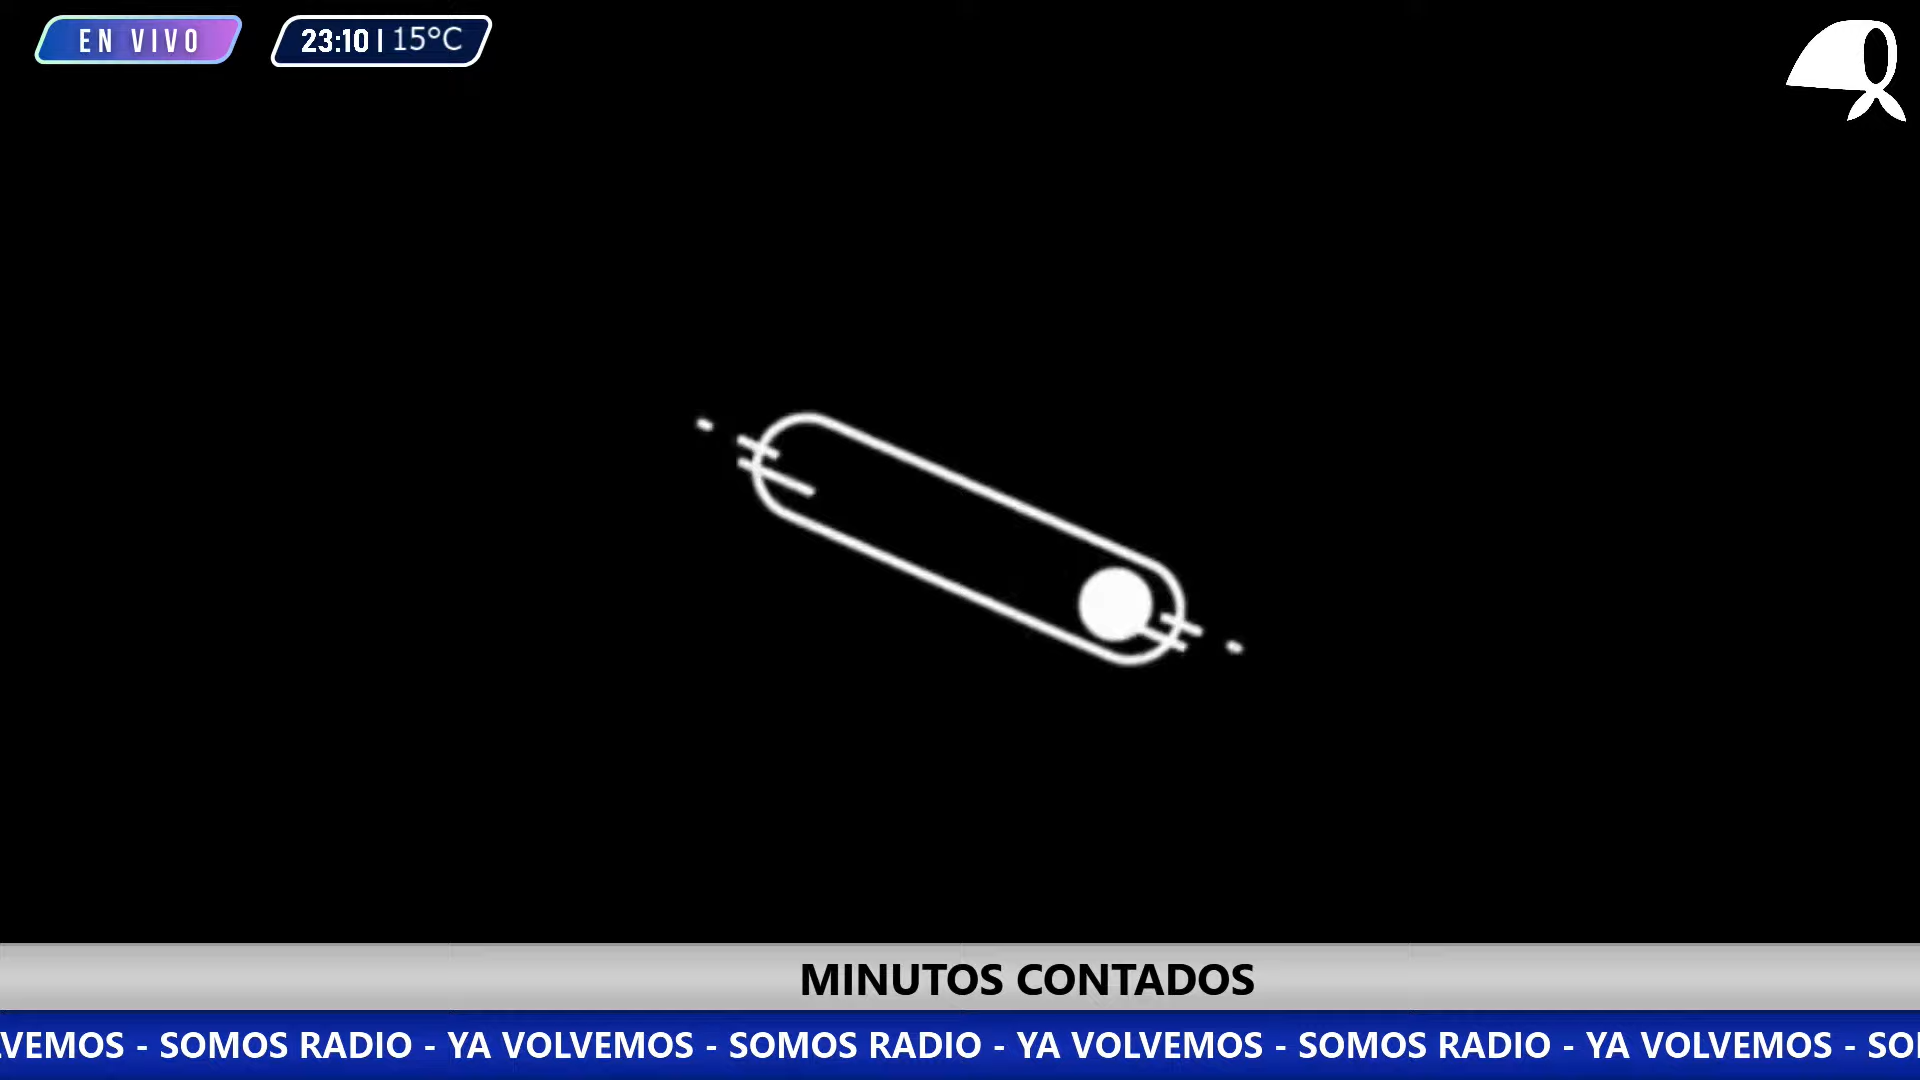 EN VIVO
23:10 | 15°C
MINUTOS CONTADOS
VEMOS - SOMOS RADIO - YA VOLVEMOS - SOMOS RADIO - YA VOLVEMOS - SOMOS RADIO - YA VOLVEMOS - SO